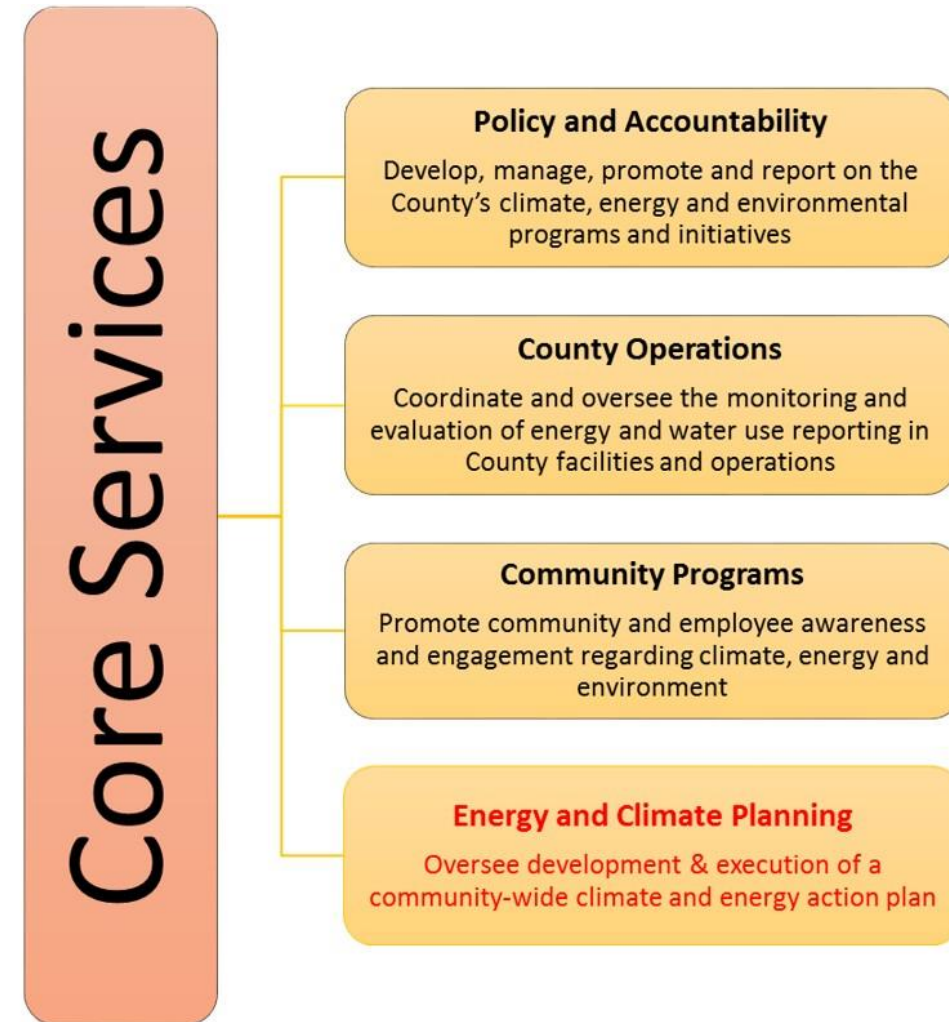 Core Services
Policy and Accountability
Develop, manage, promote and report on the
County’s climate, energy and environmental
programs and initiatives
County Operations
Coordinate and oversee the monitoring and
evaluation of energy and water use reporting in
County facilities and operations
Community Programs
Promote community and employee awareness
and engagement regarding climate, energy and
environment
Energy and Climate Planning
Oversee development & execution of a
community-wide climate and energy action plan